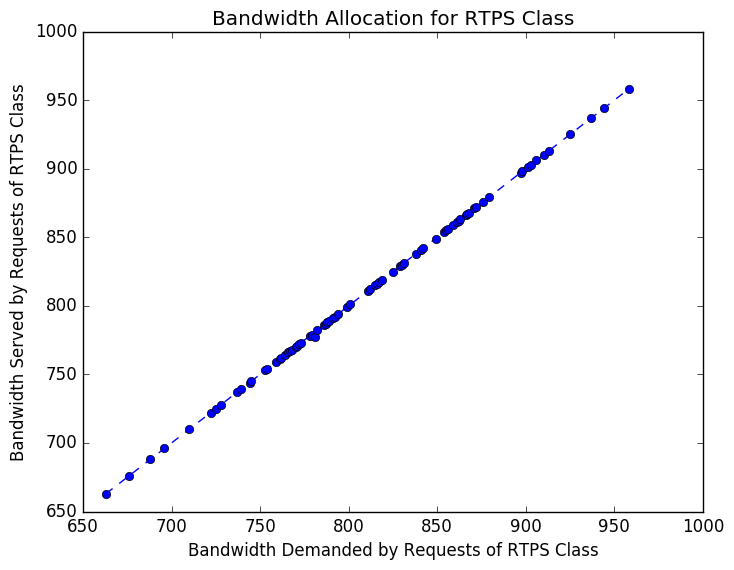 Bandwidth Allocation for RTPS Class
1000
950
900
850
800
750
700
650
Bandwidth Served by Requests of RTPS Class
650 700 750 800 850 900 950 1000
Bandwidth Demanded by Requests of RTPS Class